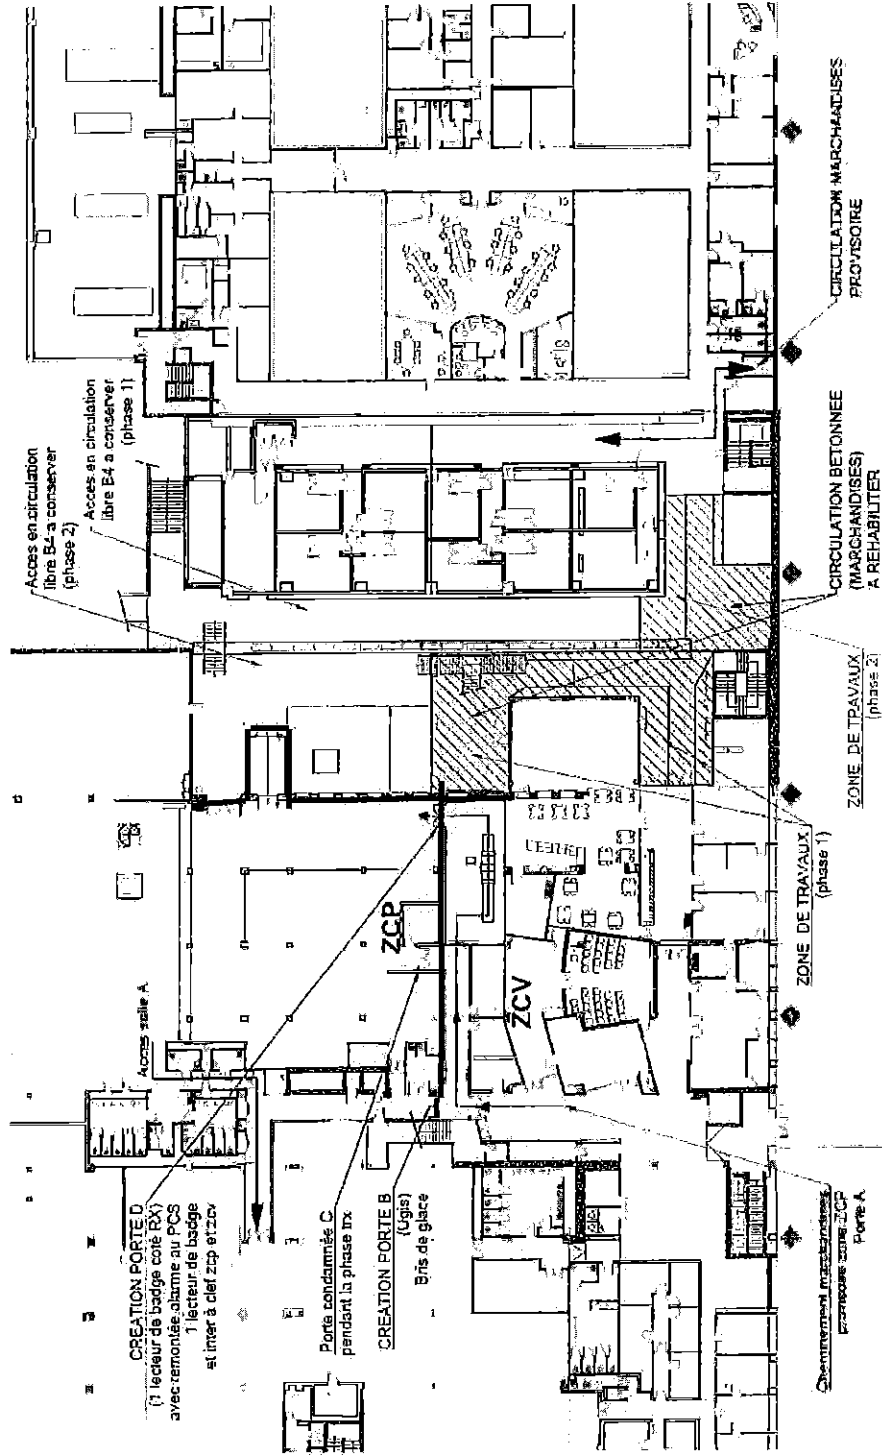 CREATION PORTE D
(1 lecteur de badge coté RX)
avec remontée alarme au PCS
1 lecteur de badge
et inter à clef zcp et zcv
Accès salle A
Accès en circulation
libre B4 a conserver
(phase 2)
Accès en circulation
libre B4 a conserver
(phase 1)
Porte condamnée C
pendant la phase trx
CREATION PORTE B
(Ugis)
Bris de glace
ZCP
ZCV
Cheminement marchandises
Porte A
ZONE DE TRAVAUX
(phase 1)
ZONE DE TRAVAUX
(phase 2)
CIRCULATION BETONNEE
(MARCHANDISES)
A REHABILITER
CIRCULATION MARCHANDISES
PROVISOIRE